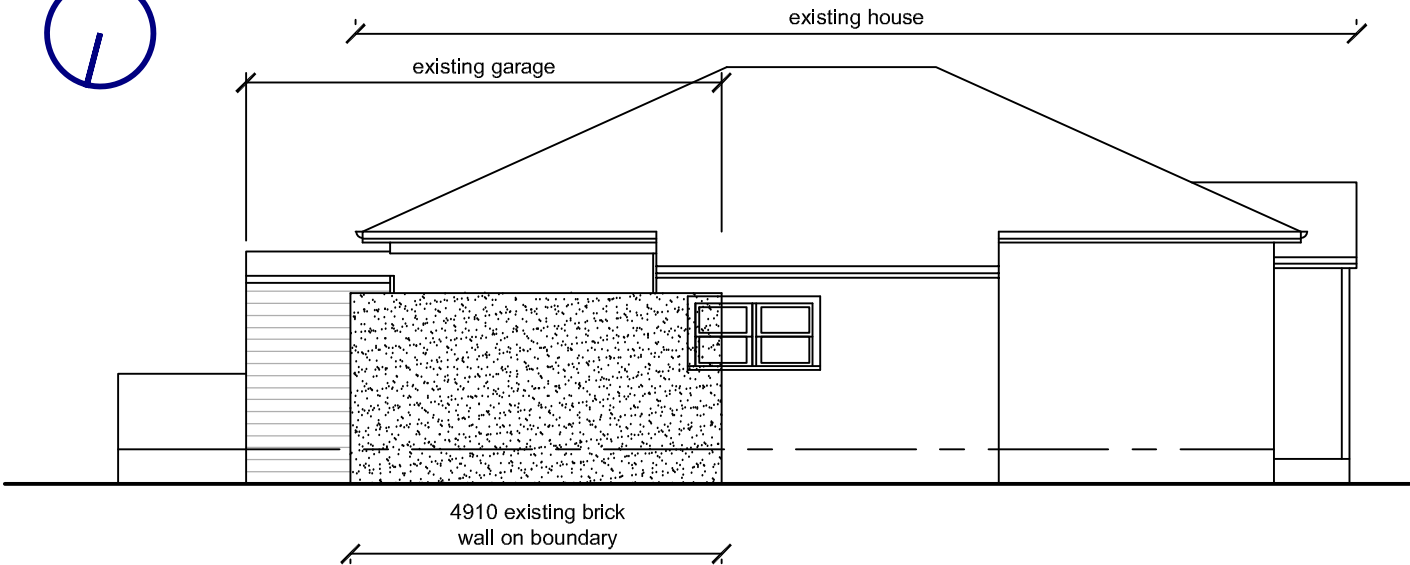 existing house
existing garage
4910 existing brick
wall on boundary